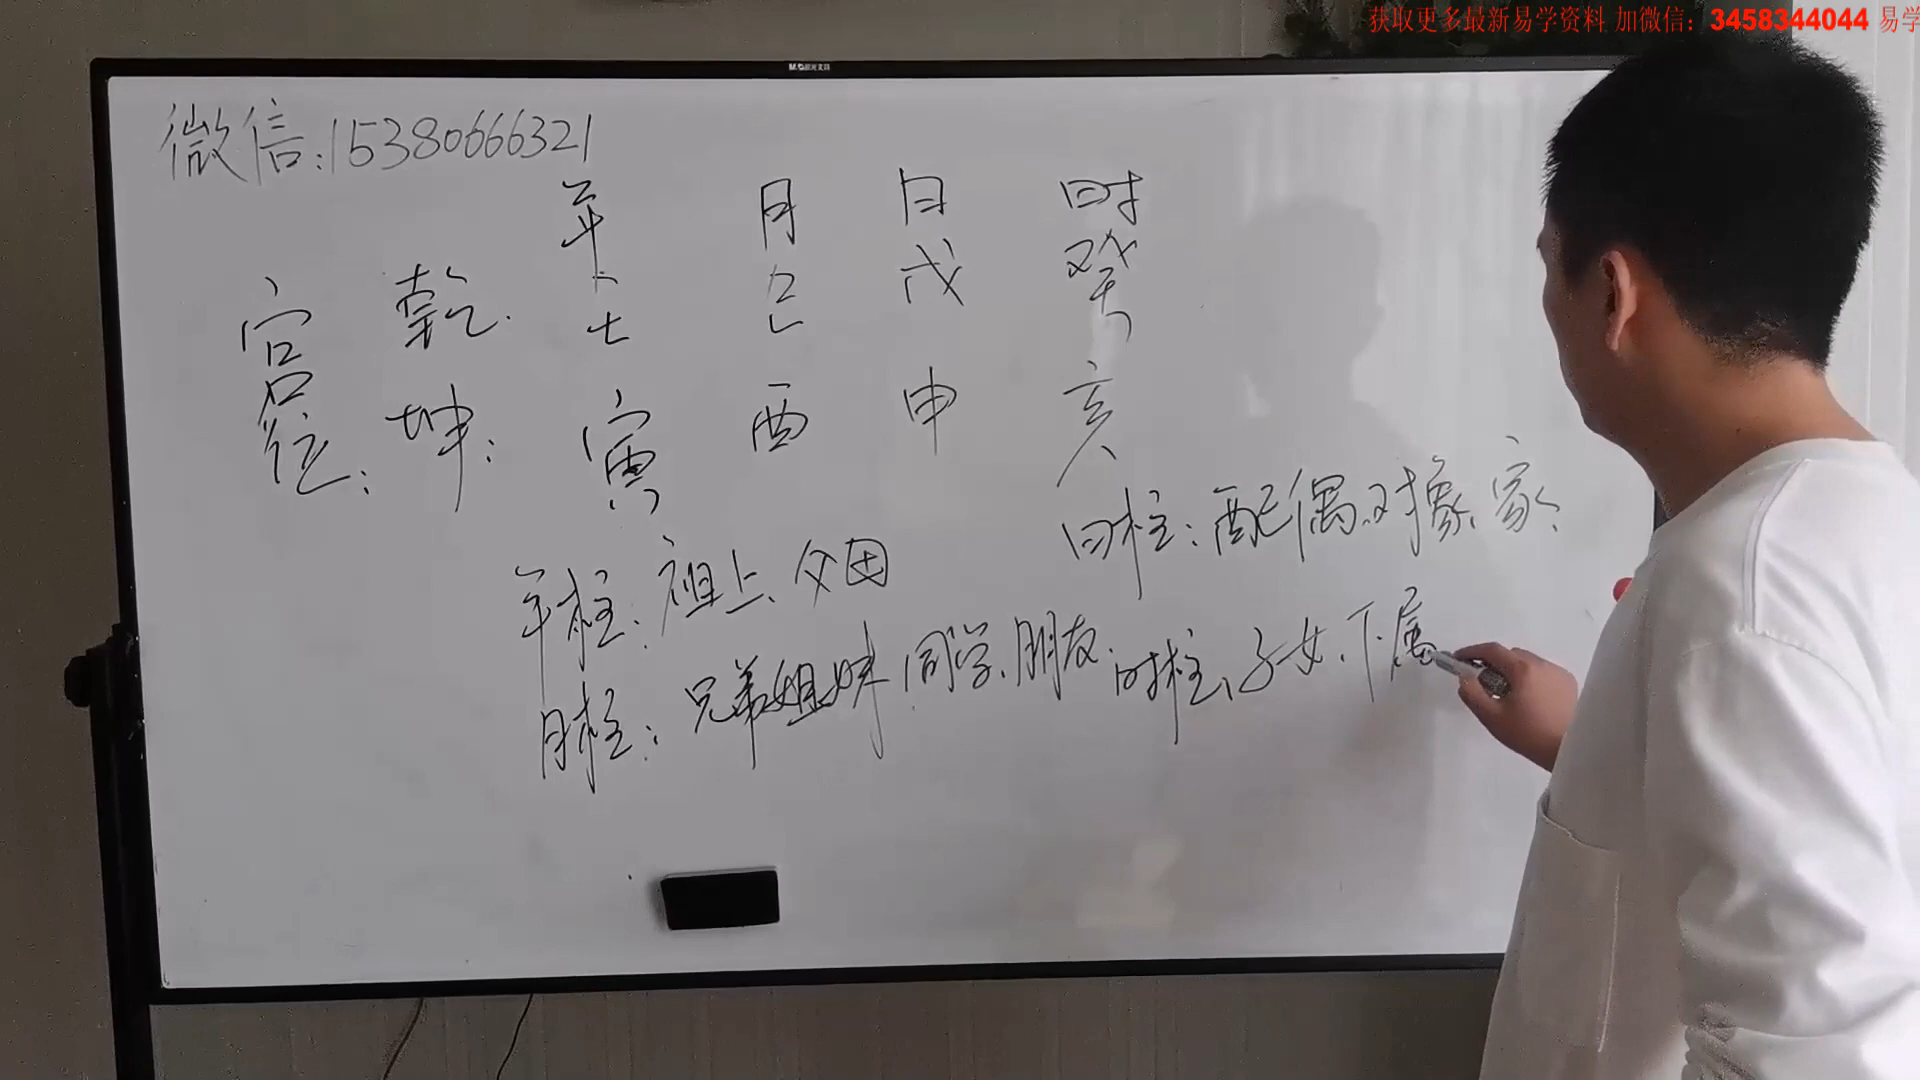 获取更多最新易学资料 加微信：3458344044 易学
微信:15380666321
年 月 日 时
乾: 壬 己 戊 癸
宫位: 坤: 寅 酉 申 亥
日柱: 配偶、对象、家、
年柱: 祖上、父母
月柱: 兄弟姐妹、同学、朋友.
时柱、子女、下属